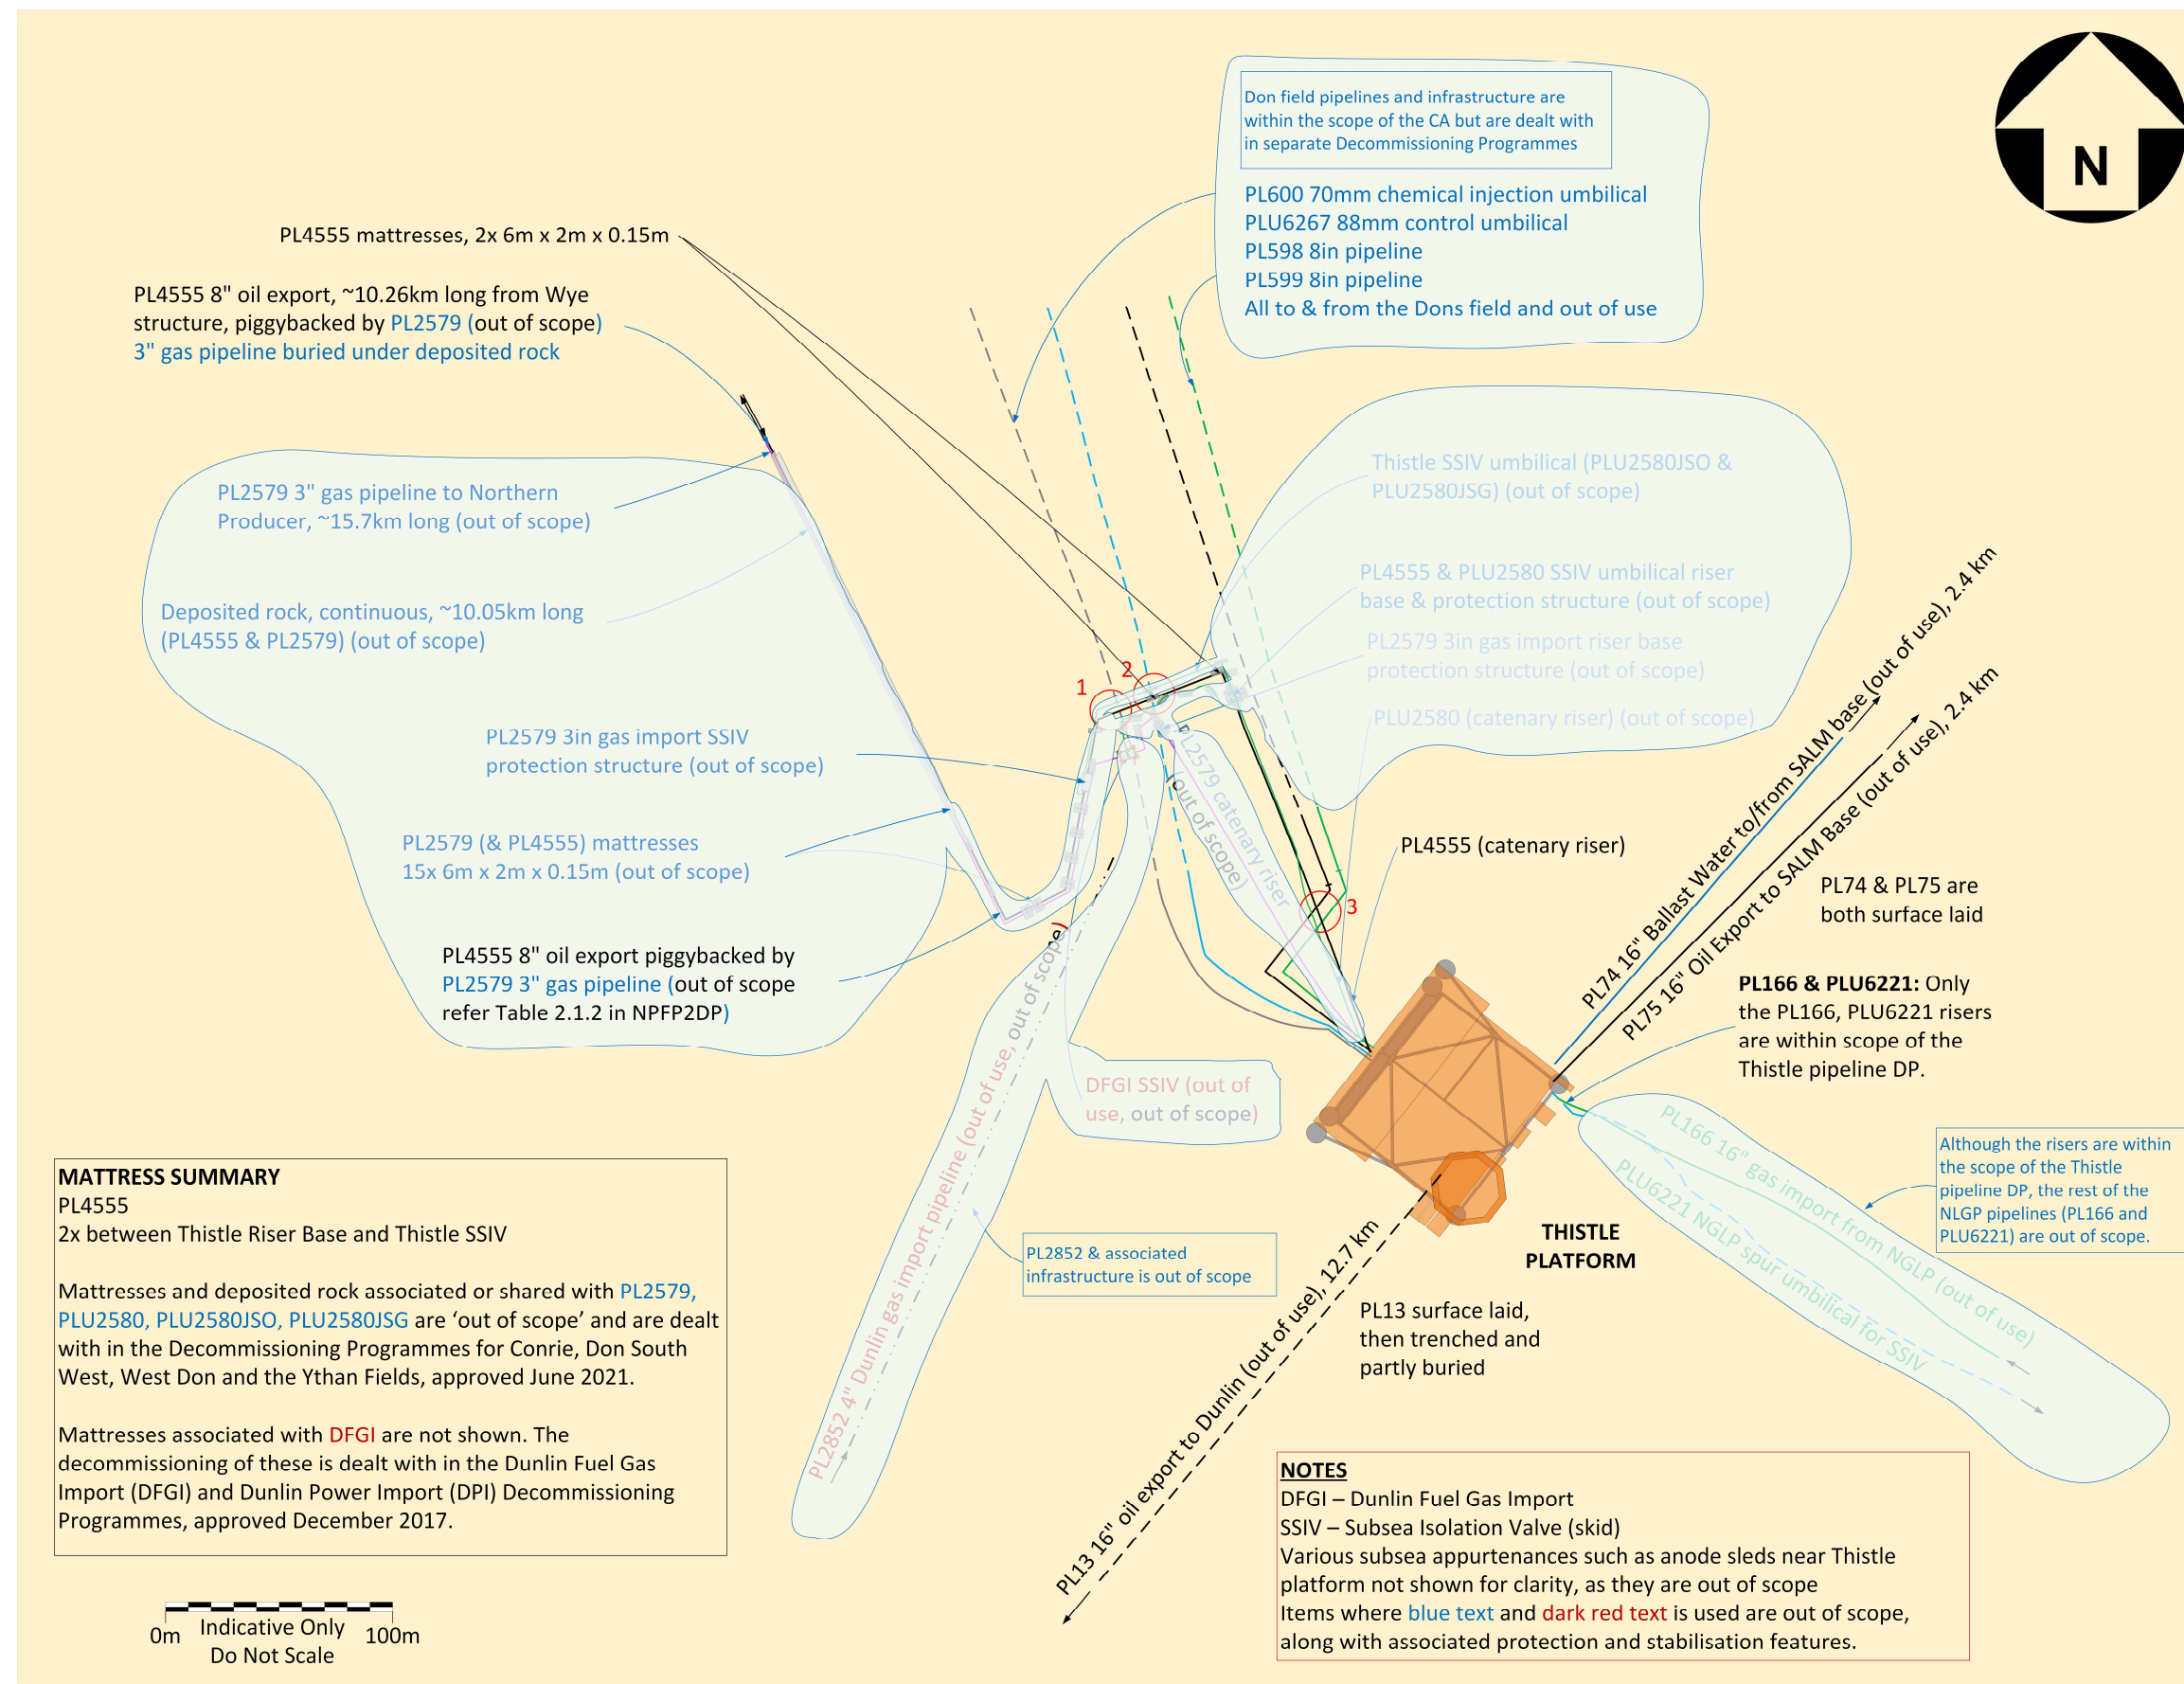 Don field pipelines and infrastructure are
within the scope of the CA but are dealt with
in separate Decommissioning Programmes
PL600 70mm chemical injection umbilical
PLU6267 88mm control umbilical
PL598 8in pipeline
PL599 8in pipeline
All to & from the Dons field and out of use
N
PL4555 mattresses, 2x 6m x 2m x 0.15m
PL4555 8" oil export, ~10.26km long from Wye
structure, piggybacked by PL2579 (out of scope)
3" gas pipeline buried under deposited rock
PL2579 3" gas pipeline to Northern
Producer, ~15.7km long (out of scope)
Deposited rock, continuous, ~10.05km long
(PL4555 & PL2579) (out of scope)
PL2579 3in gas import SSIV
protection structure (out of scope)
PL2579 (& PL4555) mattresses
15x 6m x 2m x 0.15m (out of scope)
PL4555 8" oil export piggybacked by
PL2579 3" gas pipeline (out of scope
refer Table 2.1.2 in NPFP2DP)
Thistle SSIV umbilical (PLU2580JSO &
PLU2580JSG) (out of scope)
PL4555 & PLU2580 SSIV umbilical riser
base & protection structure (out of scope)
PL2579 3in gas import riser base
protection structure (out of scope)
PLU2580 (catenary riser) (out of scope)
1
2
3
PL2579 catenary riser
(out of scope)
PL4555 (catenary riser)
PL74 16" Ballast Water to/from SALM base (out of use), 2.4 km
PL75 16" Oil Export to SALM Base (out of use), 2.4 km
PL74 & PL75 are
both surface laid
PL166 & PLU6221: Only
the PL166, PLU6221 risers
are within scope of the
Thistle pipeline DP.
PL166 16" gas import from NGLP (out of use)
PLU6221 NGLP spur umbilical for SSIV
Although the risers are within
the scope of the Thistle
pipeline DP, the rest of the
NLGP pipelines (PL166 and
PLU6221) are out of scope.
DFGI SSIV (out of
use, out of scope)
PL2852 4" Dunlin gas import pipeline (out of use, out of scope)
PL2852 & associated
infrastructure is out of scope
THISTLE
PLATFORM
PL13 16" oil export to Dunlin (out of use), 12.7 km
PL13 surface laid,
then trenched and
partly buried
MATTRESS SUMMARY
PL4555
2x between Thistle Riser Base and Thistle SSIV
Mattresses and deposited rock associated or shared with PL2579,
PLU2580, PLU2580JSO, PLU2580JSG are ‘out of scope’ and are dealt
with in the Decommissioning Programmes for Conrie, Don South
West, West Don and the Ythan Fields, approved June 2021.
Mattresses associated with DFGI are not shown. The
decommissioning of these is dealt with in the Dunlin Fuel Gas
Import (DFGI) and Dunlin Power Import (DPI) Decommissioning
Programmes, approved December 2017.
0m
Indicative Only
Do Not Scale
100m
NOTES
DFGI – Dunlin Fuel Gas Import
SSIV – Subsea Isolation Valve (skid)
Various subsea appurtenances such as anode sleds near Thistle
platform not shown for clarity, as they are out of scope
Items where blue text and dark red text is used are out of scope,
along with associated protection and stabilisation features.